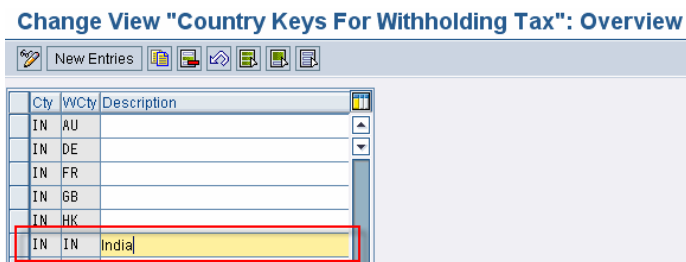 Change View "Country Keys For Withholding Tax": Overview
New Entries
Cty WCty Description
IN AU
IN DE
IN FR
IN GB
IN HK
IN IN India